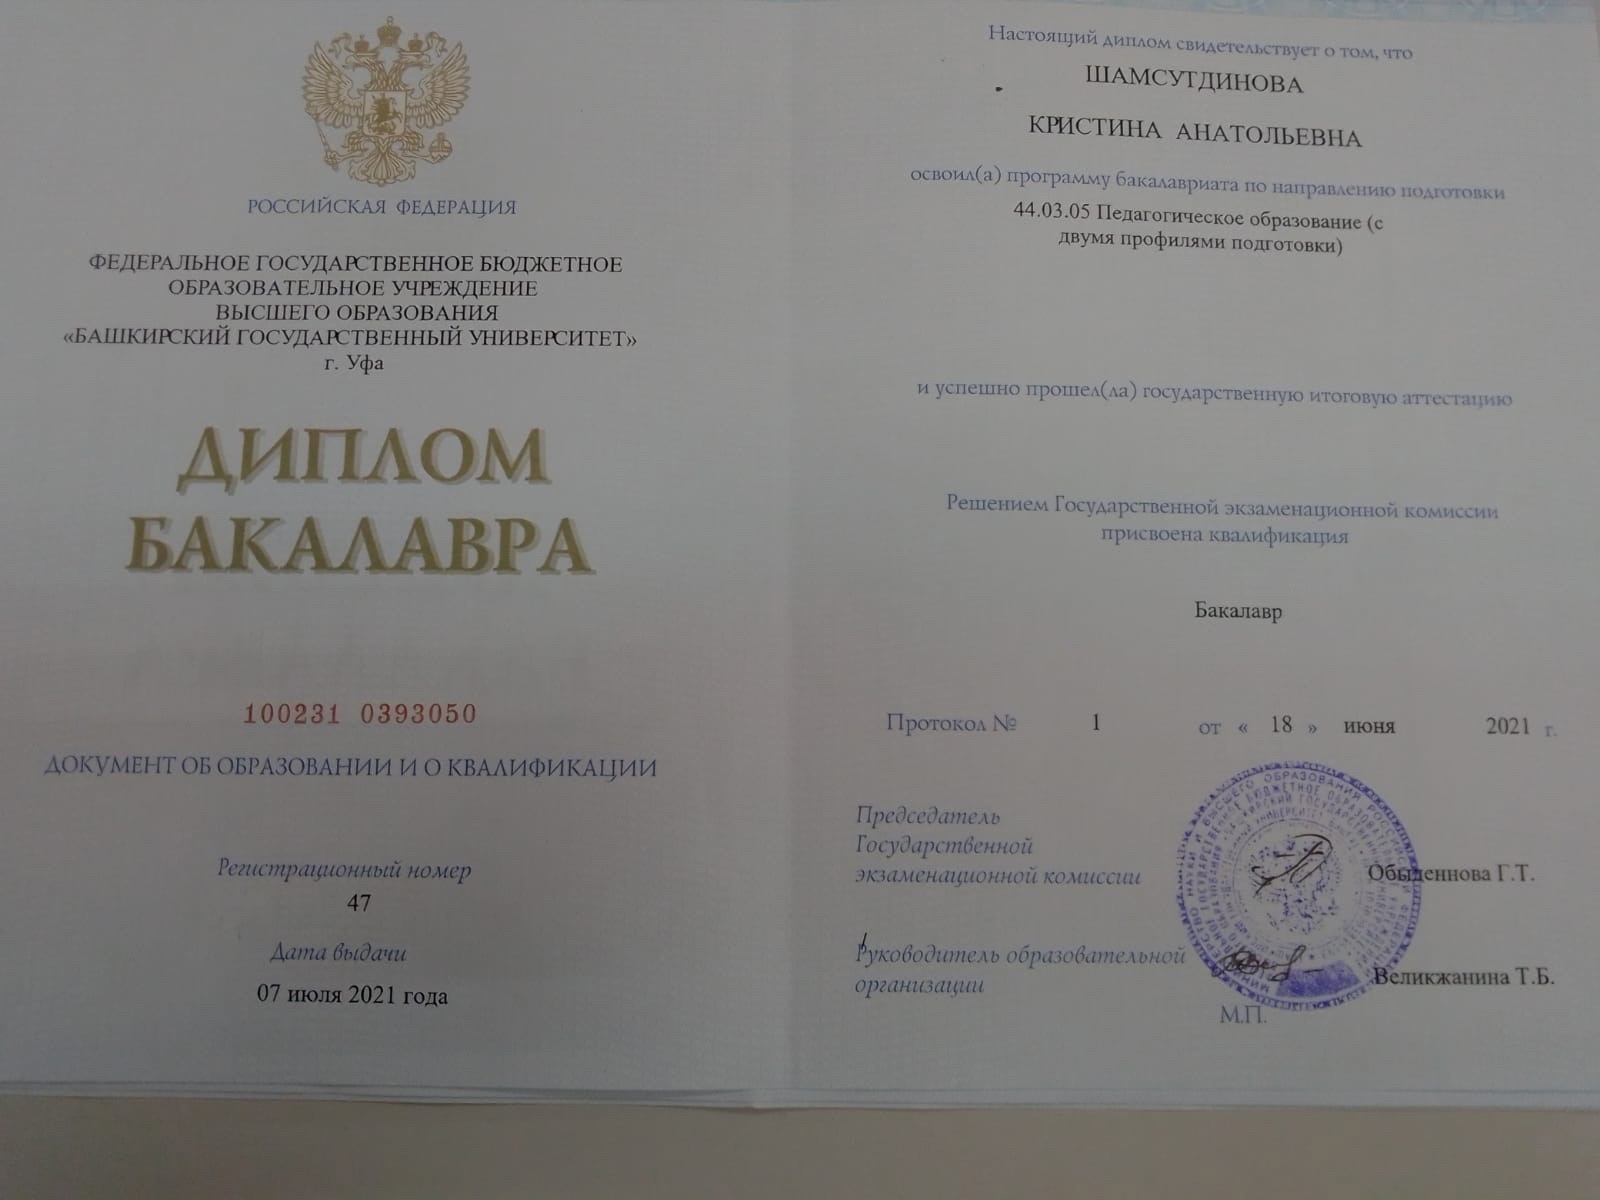 РОССИЙСКАЯ ФЕДЕРАЦИЯ
ФЕДЕРАЛЬНОЕ ГОСУДАРСТВЕННОЕ БЮДЖЕТНОЕ
ОБРАЗОВАТЕЛЬНОЕ УЧРЕЖДЕНИЕ
ВЫСШЕГО ОБРАЗОВАНИЯ
«БАШКИРСКИЙ ГОСУДАРСТВЕННЫЙ УНИВЕРСИТЕТ»
г. Уфа
ДИПЛОМ
БАКАЛАВРА
100231 0393050
ДОКУМЕНТ ОБ ОБРАЗОВАНИИ И О КВАЛИФИКАЦИИ
Регистрационный номер
47
Дата выдачи
07 июля 2021 года
Настоящий диплом свидетельствует о том, что
ШАМСУТДИНОВА
КРИСТИНА АНАТОЛЬЕВНА
освоил(а) программу бакалавриата по направлению подготовки
44.03.05 Педагогическое образование (с
двумя профилями подготовки)
и успешно прошел(ла) государственную итоговую аттестацию
Решением Государственной экзаменационной комиссии
присвоена квалификация
Бакалавр
Протокол № 1 от « 18 » июня 2021 г.
Председатель
Государственной
экзаменационной комиссии Обыденнова Г.Т.
Руководитель образовательной
организации Великжанина Т.Б.
М.П.